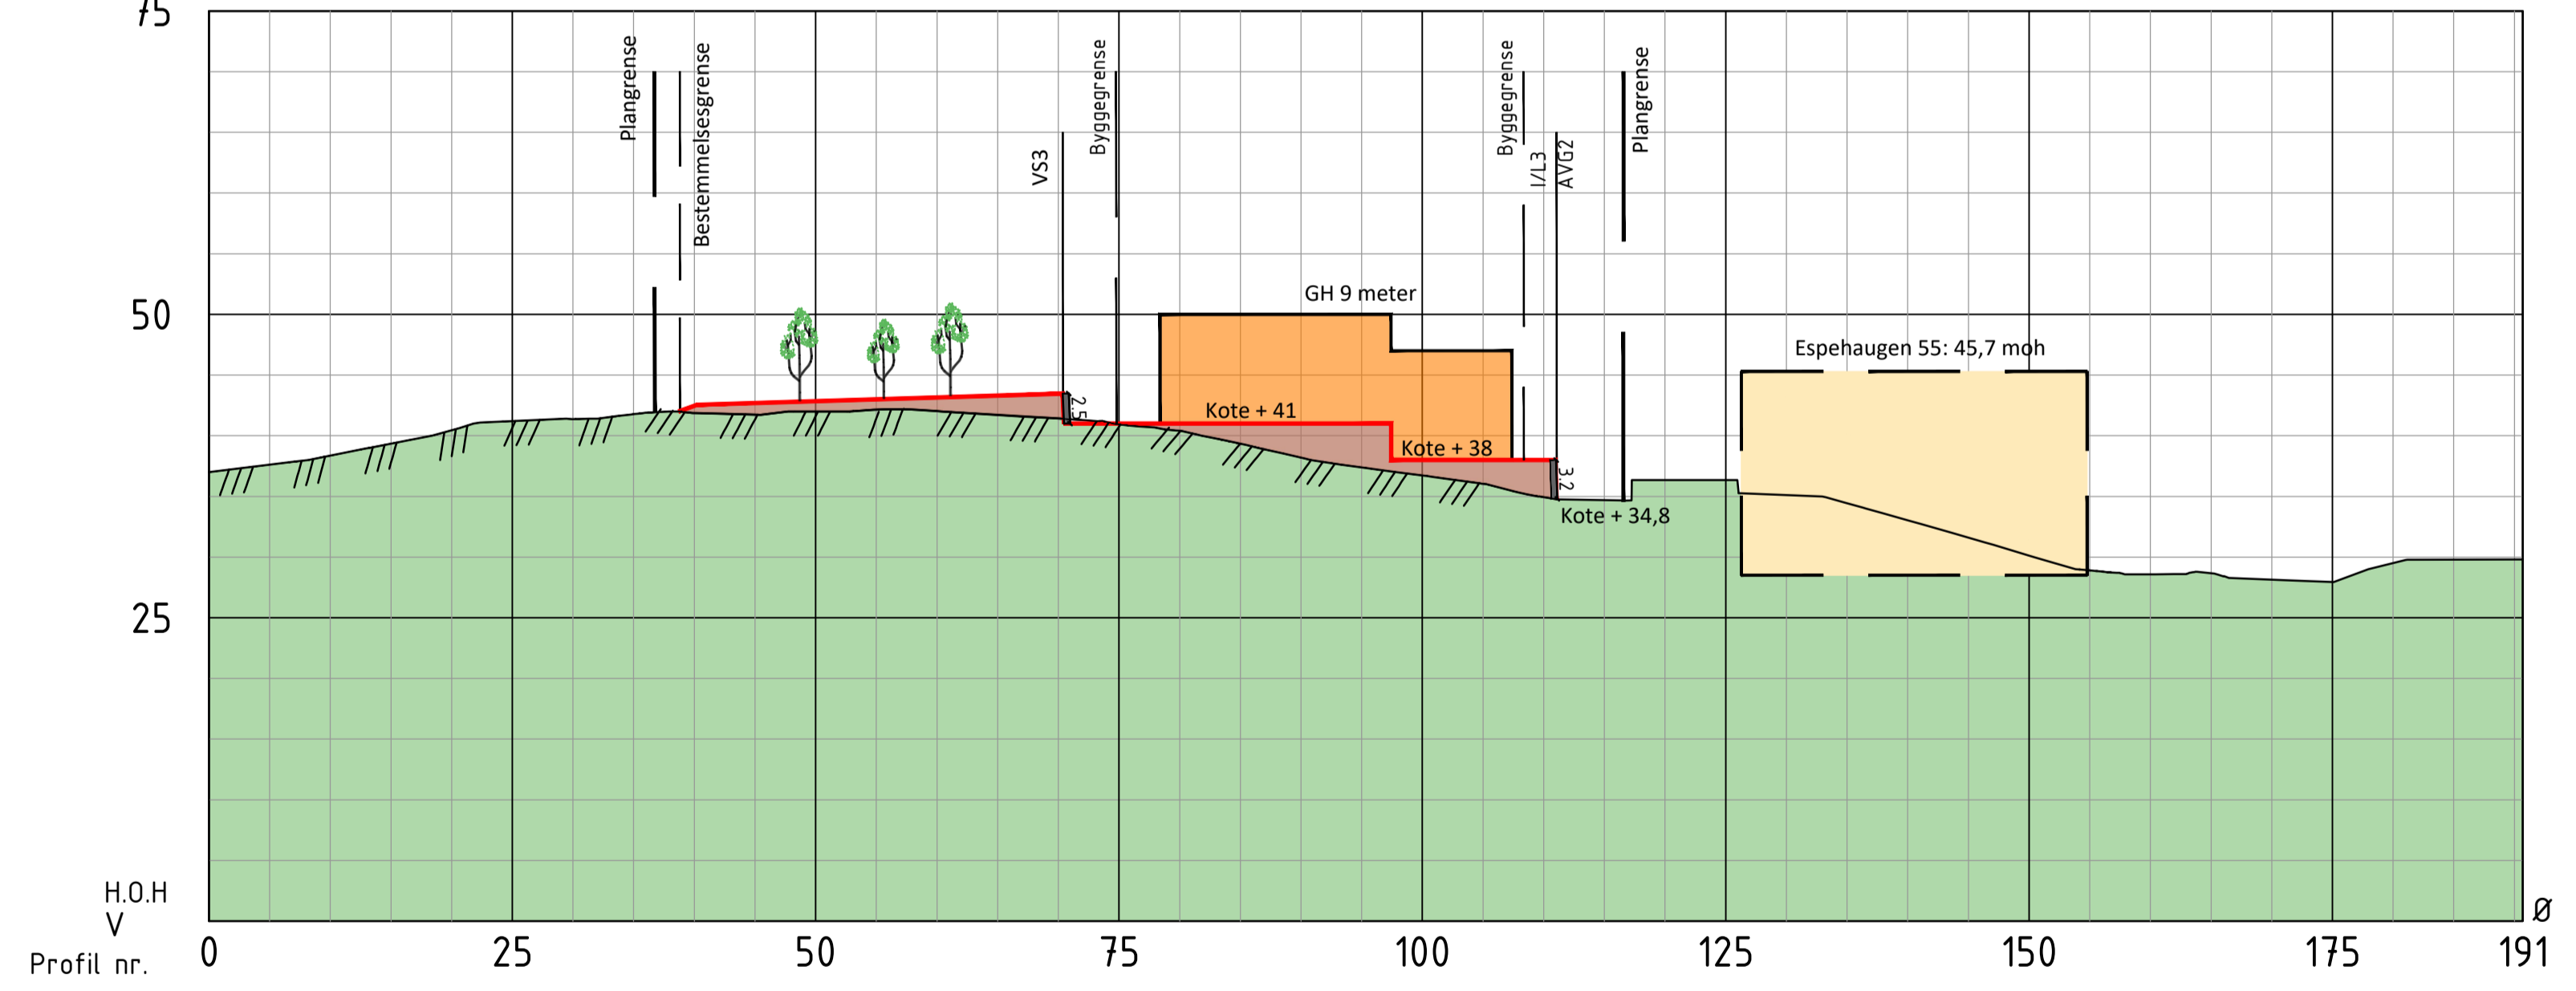 75
Plangrense
Bestemmelsesgrense
VS3
Byggegrense
Byggegrense
I/L3
AVG2
Plangrense
50
GH 9 meter
Espehaugen 55: 45,7 moh
2.5
Kote + 41
Kote + 38
3.2
Kote + 34,8
25
H.O.H
V
Ø
0 25 50 75 100 125 150 175 191
Profil nr.